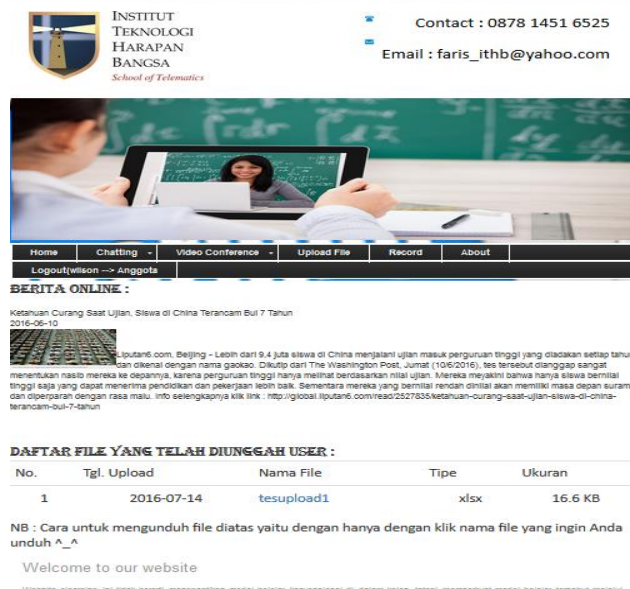 INSTITUT
TEKNOLOGI
HARAPAN
BANGSA
School of Telematics
Contact : 0878 1451 6525
Email : faris_ithb@yahoo.com
Home Chatting Video Conference Upload File Record About
Logout(wilson --> Anggota
BERITA ONLINE :
Ketahuan Curang Saat Ujian, Siswa di China Terancam Bui 7 Tahun
2016-06-10
Liputan6.com, Beijing - Lebih dari 9,4 juta siswa di China menjalani ujian masuk perguruan tinggi yang diadakan setiap tahun
dan dikenal dengan nama gaokao. Dikutip dari The Washington Post, Jumat (10/6/2016), tes tersebut dianggap sangat
menentukan nasib mereka ke depannya, karena perguruan tinggi hanya melihat berdasarkan nilai ujian. Mereka meyakini bahwa hanya siswa bernilai
tinggi saja yang dapat menerima pendidikan dan pekerjaan lebih baik. Sementara mereka yang bernilai rendah dinilai akan memiliki masa depan suram
dan diperparah dengan rasa malu. Info selengkapnya klik link : http://global.liputan6.com/read/2527835/ketahuan-curang-saat-ujian-siswa-di-china-
terancam-bui-7-tahun
DAFTAR FILE YANG TELAH DIUNGGAH USER :
No. Tgl. Upload Nama File Tipe Ukuran
1 2016-07-14 tesupload1 xlsx 16.6 KB
NB : Cara untuk mengunduh file diatas yaitu dengan hanya dengan klik nama file yang ingin Anda
unduh ^_^
Welcome to our website